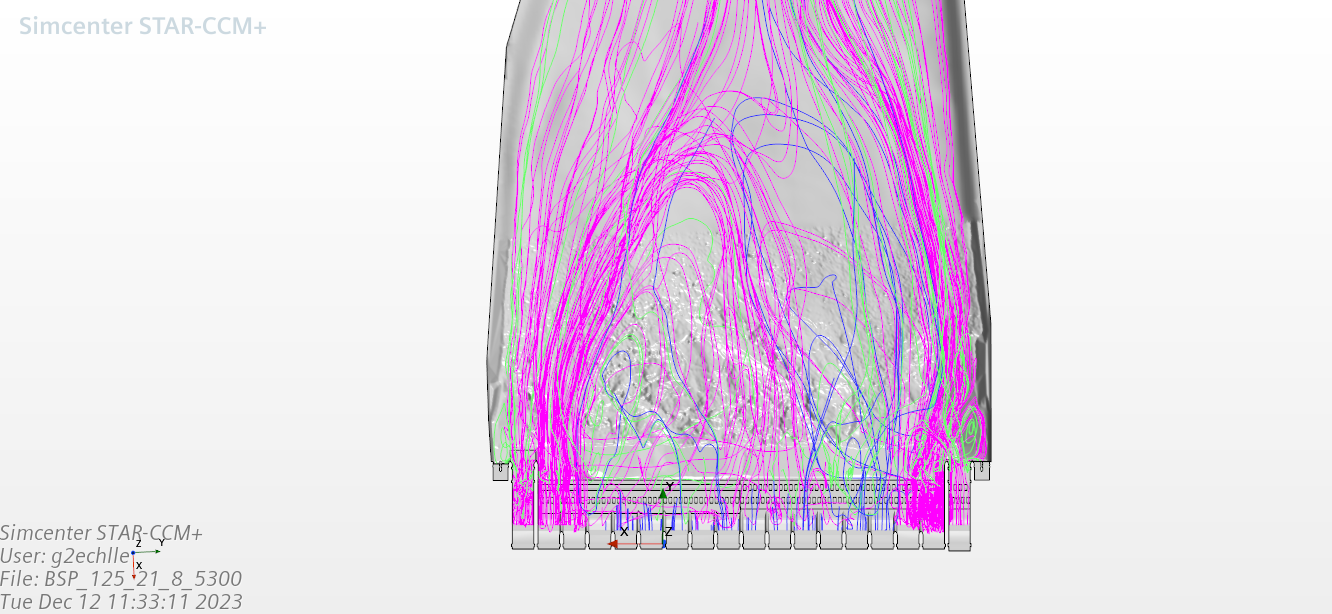 Simcenter STAR-CCM+
Y
X
Z
Simcenter STAR-CCM+
User: g2echlle
Z
Y
X
File: BSP_125_21_8_5300
Tue Dec 12 11:33:11 2023